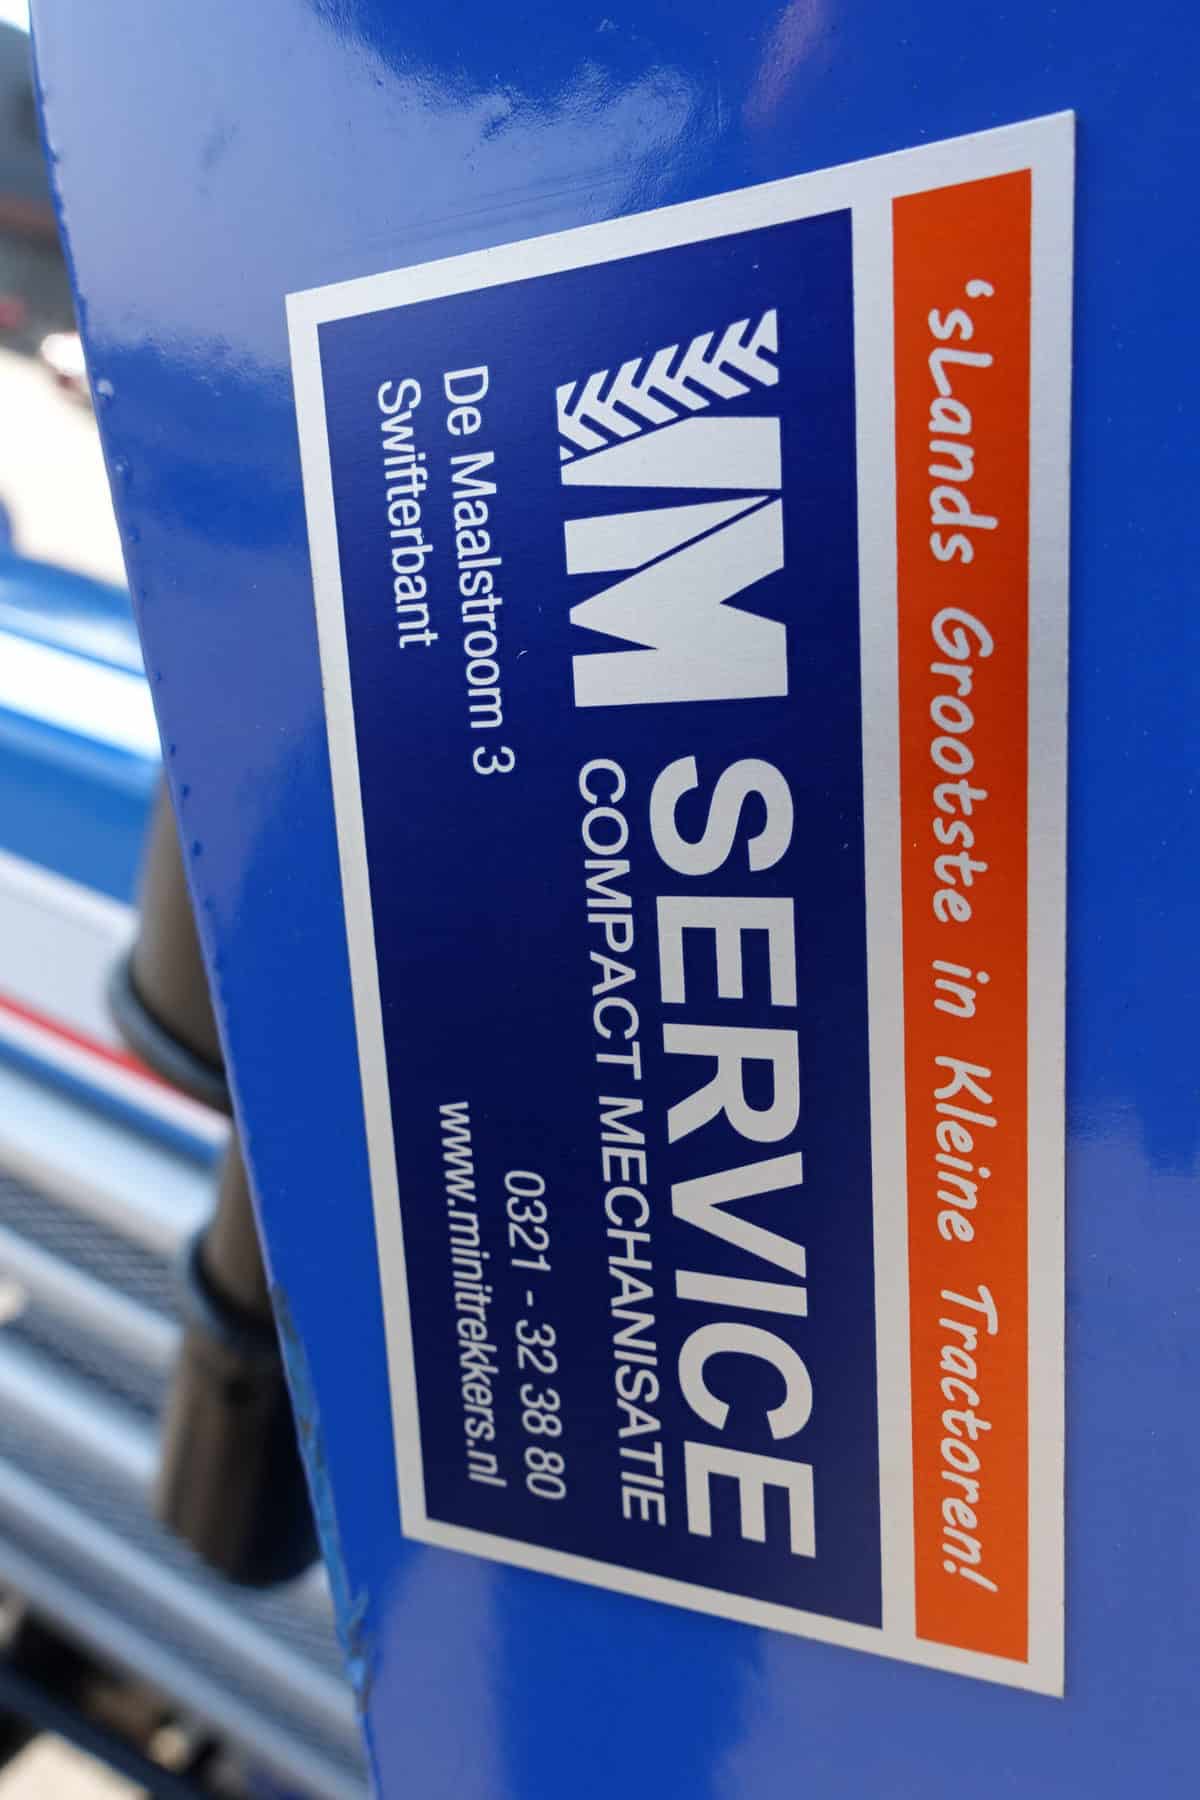 ‘sLands Grootste in Kleine Tractoren!
MM SERVICE
COMPACT MECHANISATIE
De Maalstroom 3
Swifterbant
0321 - 32 38 80
www.minitrekkers.nl